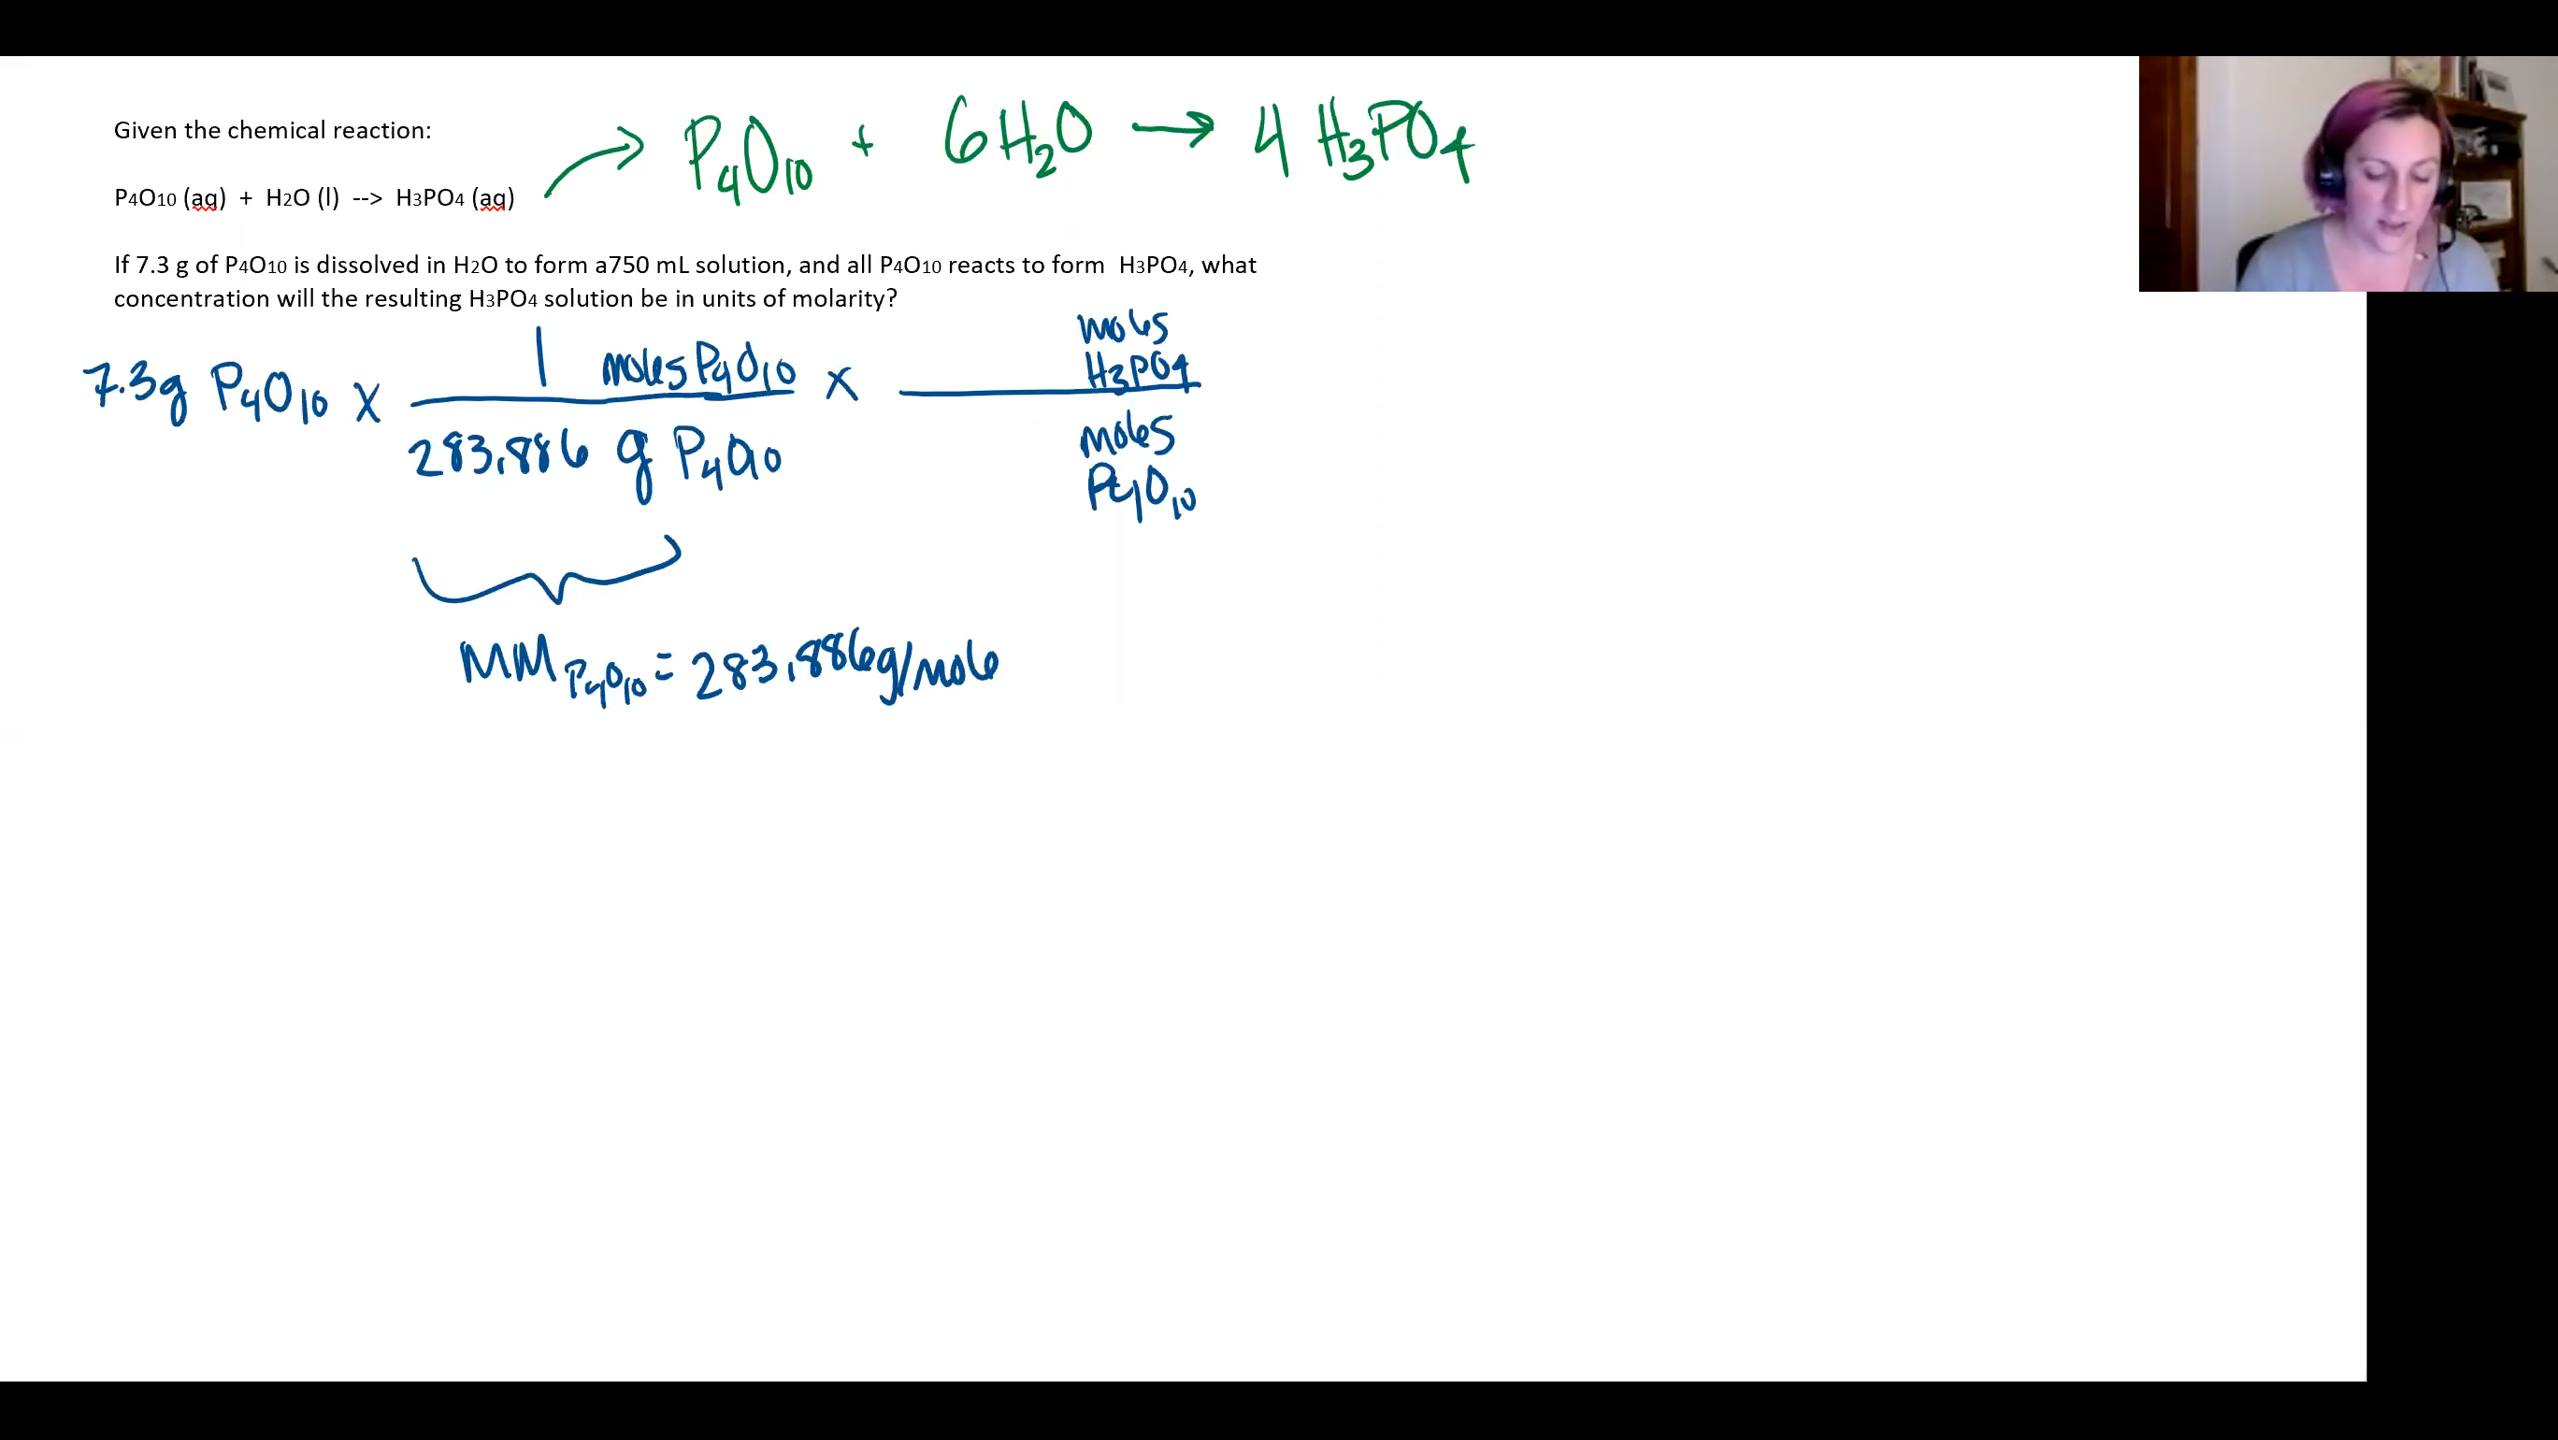 Given the chemical reaction:
P4O10 (aq) + H2O (l) --> H3PO4 (aq)
P4O10 + 6H2O → 4 H3PO4
If 7.3 g of P4O10 is dissolved in H2O to form a750 mL solution, and all P4O10 reacts to form H3PO4, what
concentration will the resulting H3PO4 solution be in units of molarity?
7.3g P4O10 x
1 moles P4O10
283.886 g P4O10
x
moles
H3PO4
moles
P4O10
MM P4O10 = 283.886g/mole